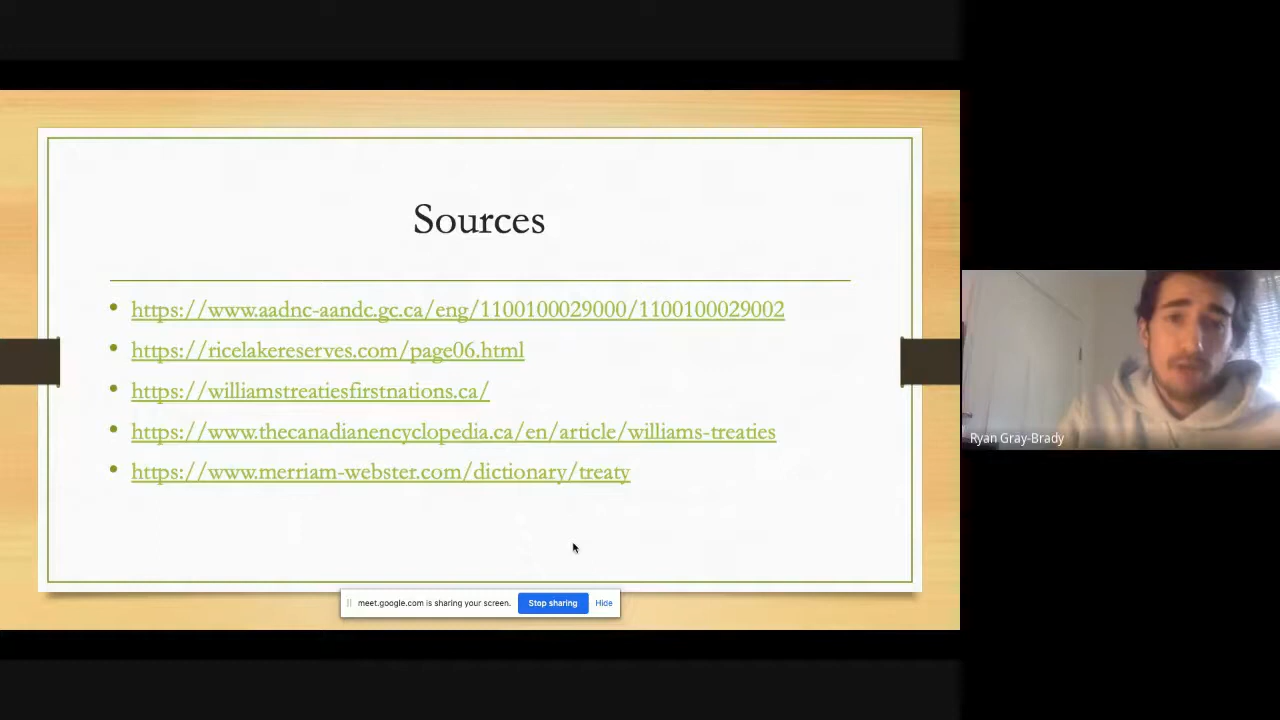 Sources
• https://www.aadnc-aandc.gc.ca/eng/1100100029000/1100100029002
• https://ricelakereserves.com/page06.html
• https://williamstreatiesfirstnations.ca/
• https://www.thecanadianencyclopedia.ca/en/article/williams-treaties
• https://www.merriam-webster.com/dictionary/treaty
Ryan Gray-Brady
meet.google.com is sharing your screen. Stop sharing Hide